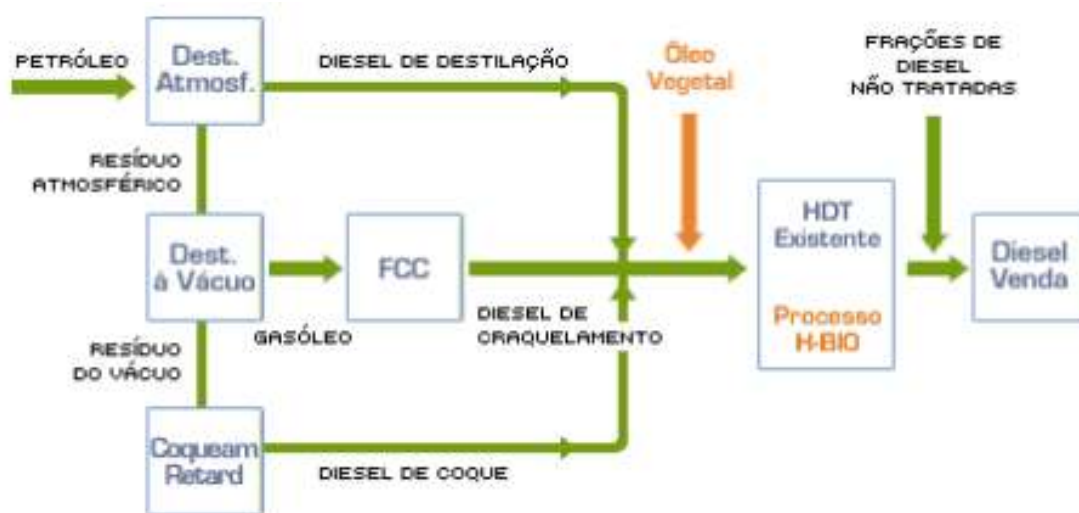 PETRÓLEO
Dest.
Atmosf.
DIESEL DE DESTILAÇÃO
Óleo
Vegetal
FRAÇÕES DE
DIESEL
NÃO TRATADAS
RESÍDUO
ATMOSFÉRICO
Dest.
à Vácuo
GASÓLEO
FCC
DIESEL DE
CRAQUELAMENTO
HDT
Existente
Processo
H-BIO
Diesel
Venda
RESÍDUO
DO VÁCUO
Coqueam
Retard
DIESEL DE COQUE